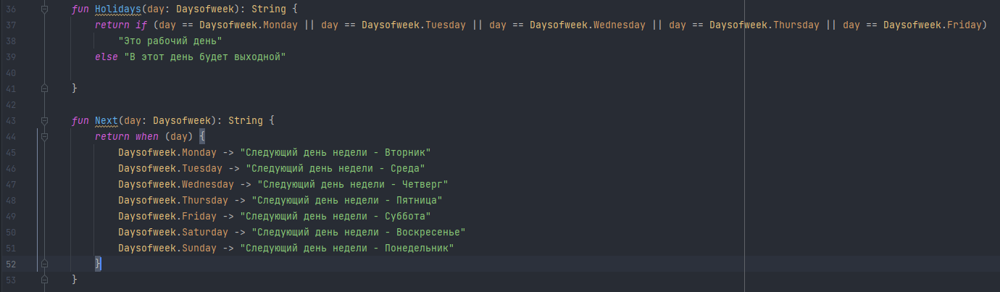 36 fun Holidays(day: Daysofweek): String {
37 return if (day == Daysofweek.Monday || day == Daysofweek.Tuesday || day == Daysofweek.Wednesday || day == Daysofweek.Thursday || day == Daysofweek.Friday)
38 "Это рабочий день"
39 else "В этот день будет выходной"
40
41 }
42
43 fun Next(day: Daysofweek): String {
44 return when (day) {
45 Daysofweek.Monday -> "Следующий день недели - Вторник"
46 Daysofweek.Tuesday -> "Следующий день недели - Среда"
47 Daysofweek.Wednesday -> "Следующий день недели - Четверг"
48 Daysofweek.Thursday -> "Следующий день недели - Пятница"
49 Daysofweek.Friday -> "Следующий день недели - Суббота"
50 Daysofweek.Saturday -> "Следующий день недели - Воскресенье"
51 Daysofweek.Sunday -> "Следующий день недели - Понедельник"
52 }
53 }